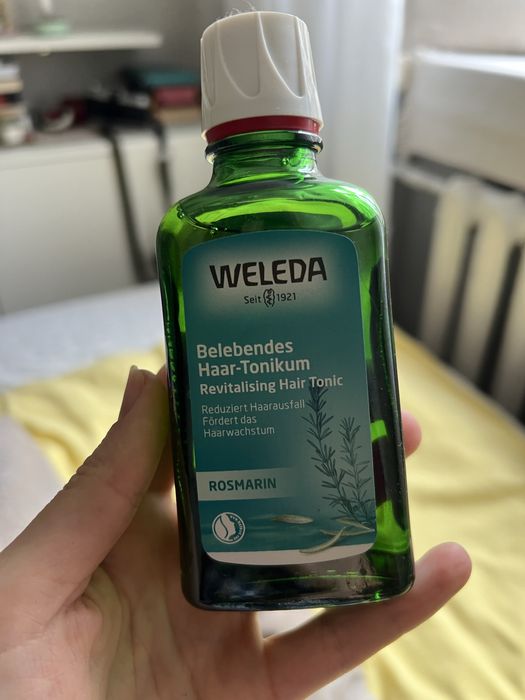 WELEDA
Seit 1921
Belebendes
Haar-Tonikum
Revitalising Hair Tonic
Reduziert Haarausfall
Fördert das
Haarwachstum
ROSMARIN